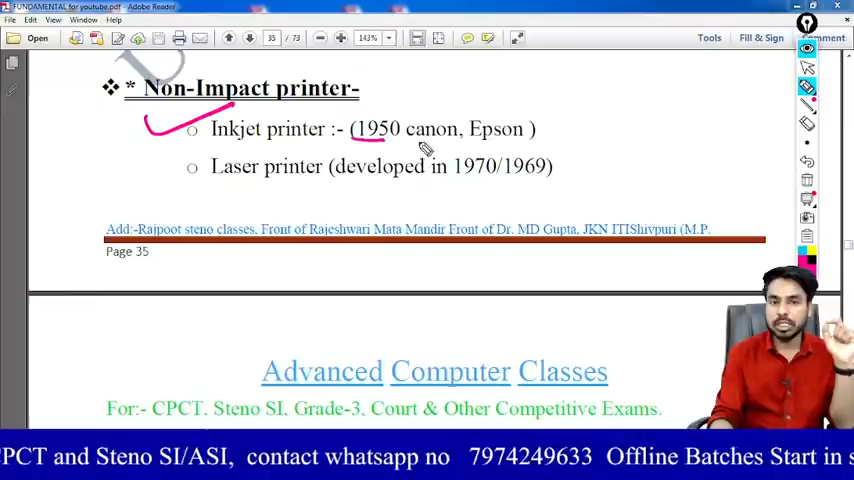 FUNDAMENTAL for youtube.pdf - Adobe Reader
File Edit View Window Help
Open 35 / 73 143% Tools Fill & Sign
❖ * Non-Impact printer-
o Inkjet printer :- (1950 canon, Epson )
o Laser printer (developed in 1970/1969)
Add:-Rajpoot steno classes, Front of Rajeshwari Mata Mandir Front of Dr. MD Gupta, JKN ITIShivpuri (M.P.
Page 35
Advanced Computer Classes
For:- CPCT, Steno SI, Grade-3, Court & Other Competitive Exams.
CPCT and Steno SI/ASI, contact whatsapp no 7974249633 Offline Batches Start in